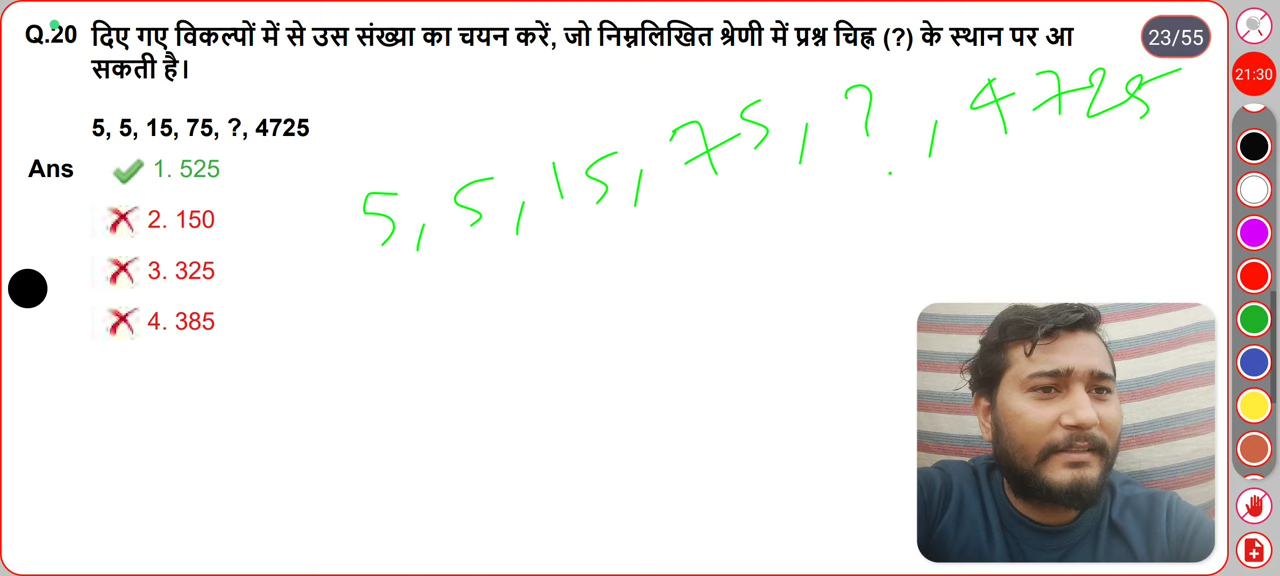 Q.20 दिए गए विकल्पों में से उस संख्या का चयन करें, जो निम्नलिखित श्रेणी में प्रश्न चिह्न (?) के स्थान पर आ
सकती है।
23/55
21:30
5, 5, 15, 75, ?, 4725
5, 5, 15, 75, ?, 4725
Ans 1. 525
2. 150
3. 325
4. 385